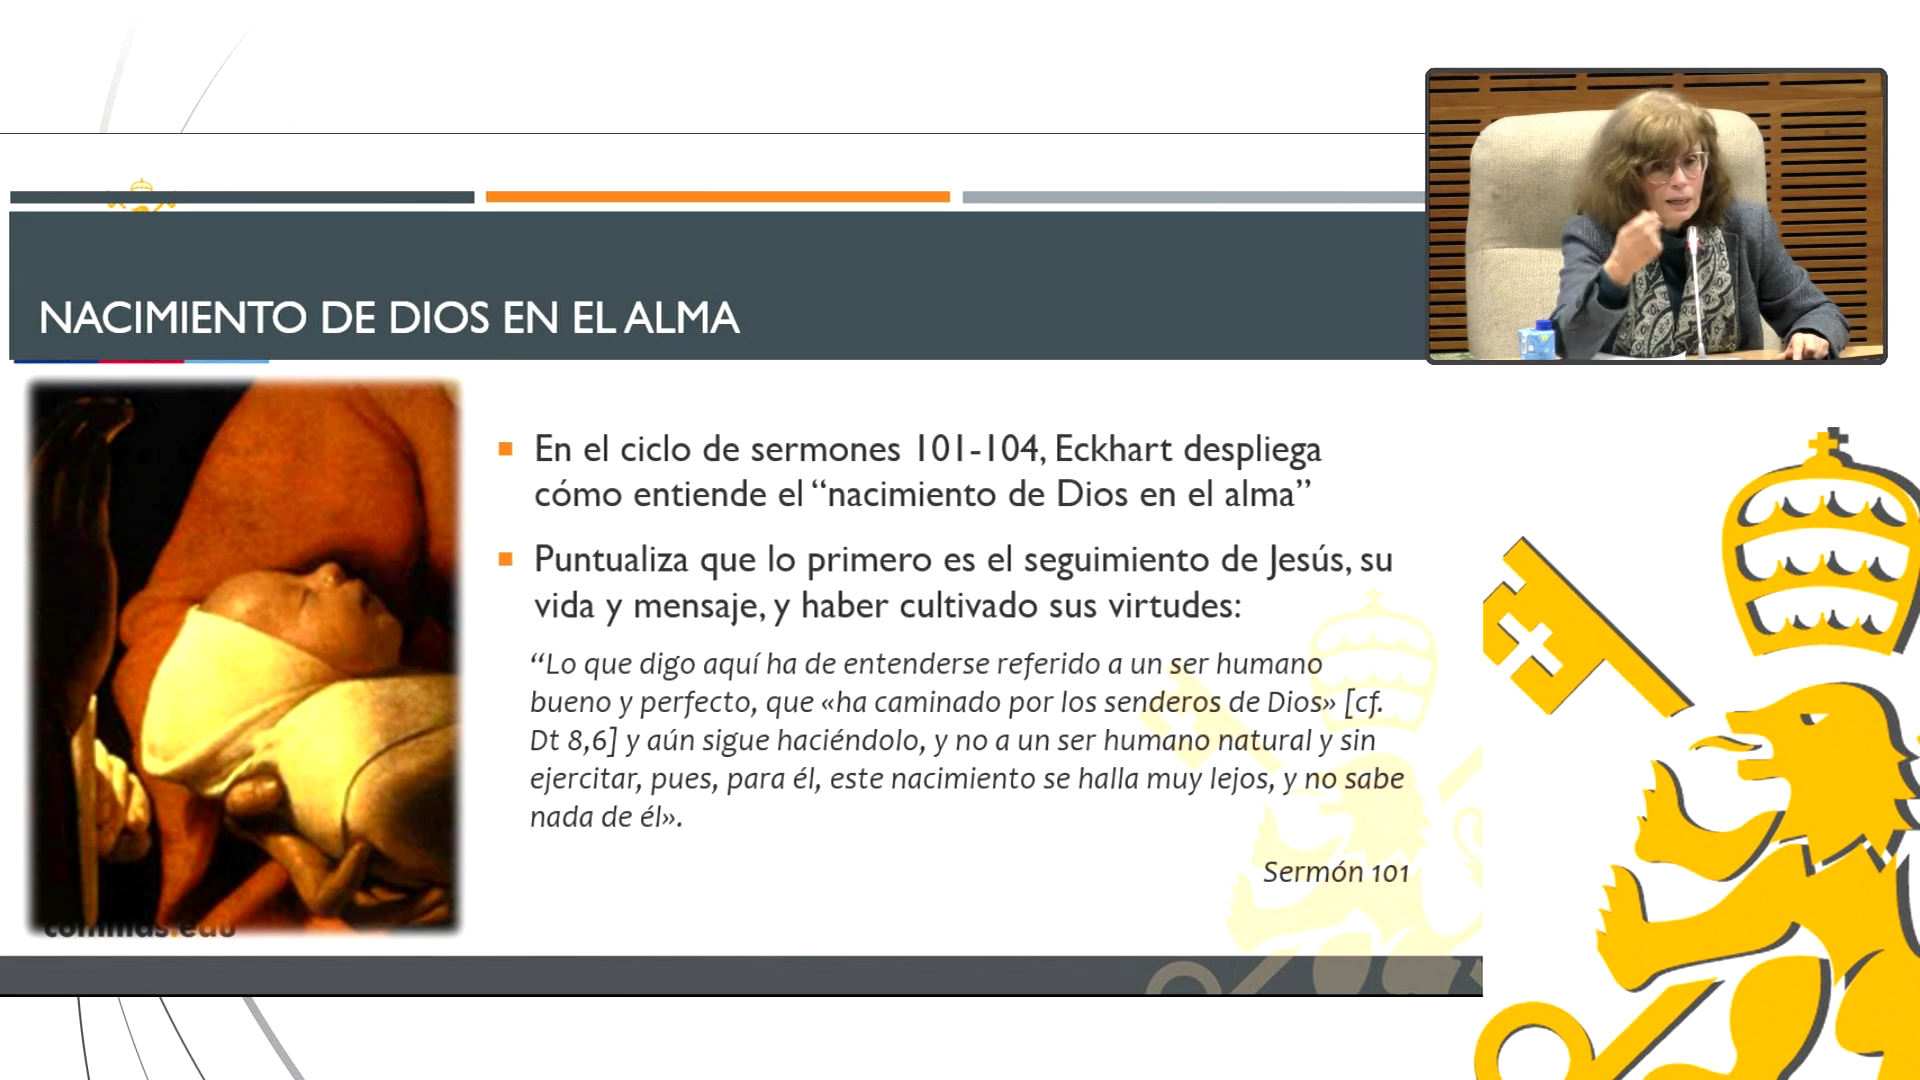 NACIMIENTO DE DIOS EN EL ALMA
En el ciclo de sermones 101-104, Eckhart despliega
cómo entiende el “nacimiento de Dios en el alma”
Puntualiza que lo primero es el seguimiento de Jesús, su
vida y mensaje, y haber cultivado sus virtudes:
“Lo que digo aquí ha de entenderse referido a un ser humano
bueno y perfecto, que «ha caminado por los senderos de Dios» [cf.
Dt 8,6] y aún sigue haciéndolo, y no a un ser humano natural y sin
ejercitar, pues, para él, este nacimiento se halla muy lejos, y no sabe
nada de él».
Sermón 101
comillas.edu